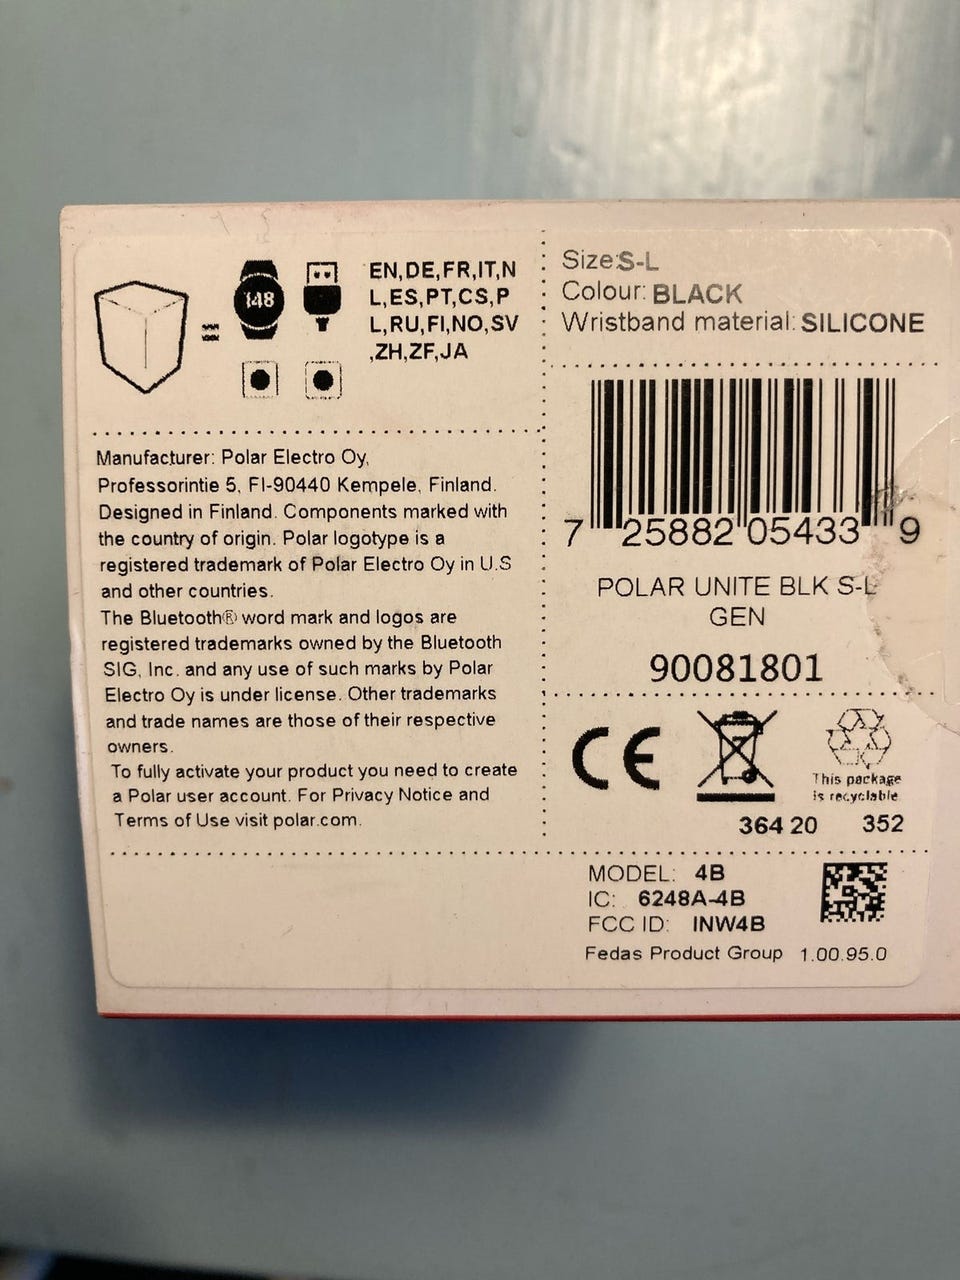 148
EN,DE,FR,IT,N
L,ES,PT,CS,P
L,RU,FI,NO,SV
,ZH,ZF,JA
Size:S-L
Colour: BLACK
Wristband material: SILICONE
Manufacturer: Polar Electro Oy,
Professorintie 5, FI-90440 Kempele, Finland.
Designed in Finland. Components marked with
the country of origin. Polar logotype is a
registered trademark of Polar Electro Oy in U.S
and other countries.
The Bluetooth® word mark and logos are
registered trademarks owned by the Bluetooth
SIG, Inc. and any use of such marks by Polar
Electro Oy is under license. Other trademarks
and trade names are those of their respective
owners.
To fully activate your product you need to create
a Polar user account. For Privacy Notice and
Terms of Use visit polar.com.
7 25882 05433 9
POLAR UNITE BLK S-L
GEN
90081801
CE
This package
is recyclable
364 20 352
MODEL: 4B
IC: 6248A-4B
FCC ID: INW4B
Fedas Product Group 1.00.95.0